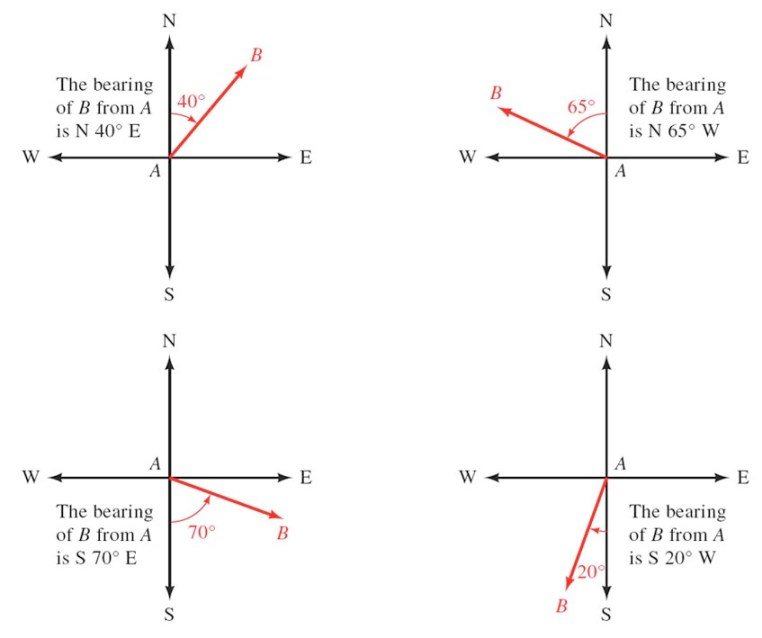 N
B
The bearing
of B from A
is N 40° E
40°
W
A
E
S
N
B
65°
The bearing
of B from A
is N 65° W
W
A
E
S
N
W
A
E
The bearing
of B from A
is S 70° E
70°
B
S
N
W
A
E
The bearing
of B from A
is S 20° W
20°
B
S